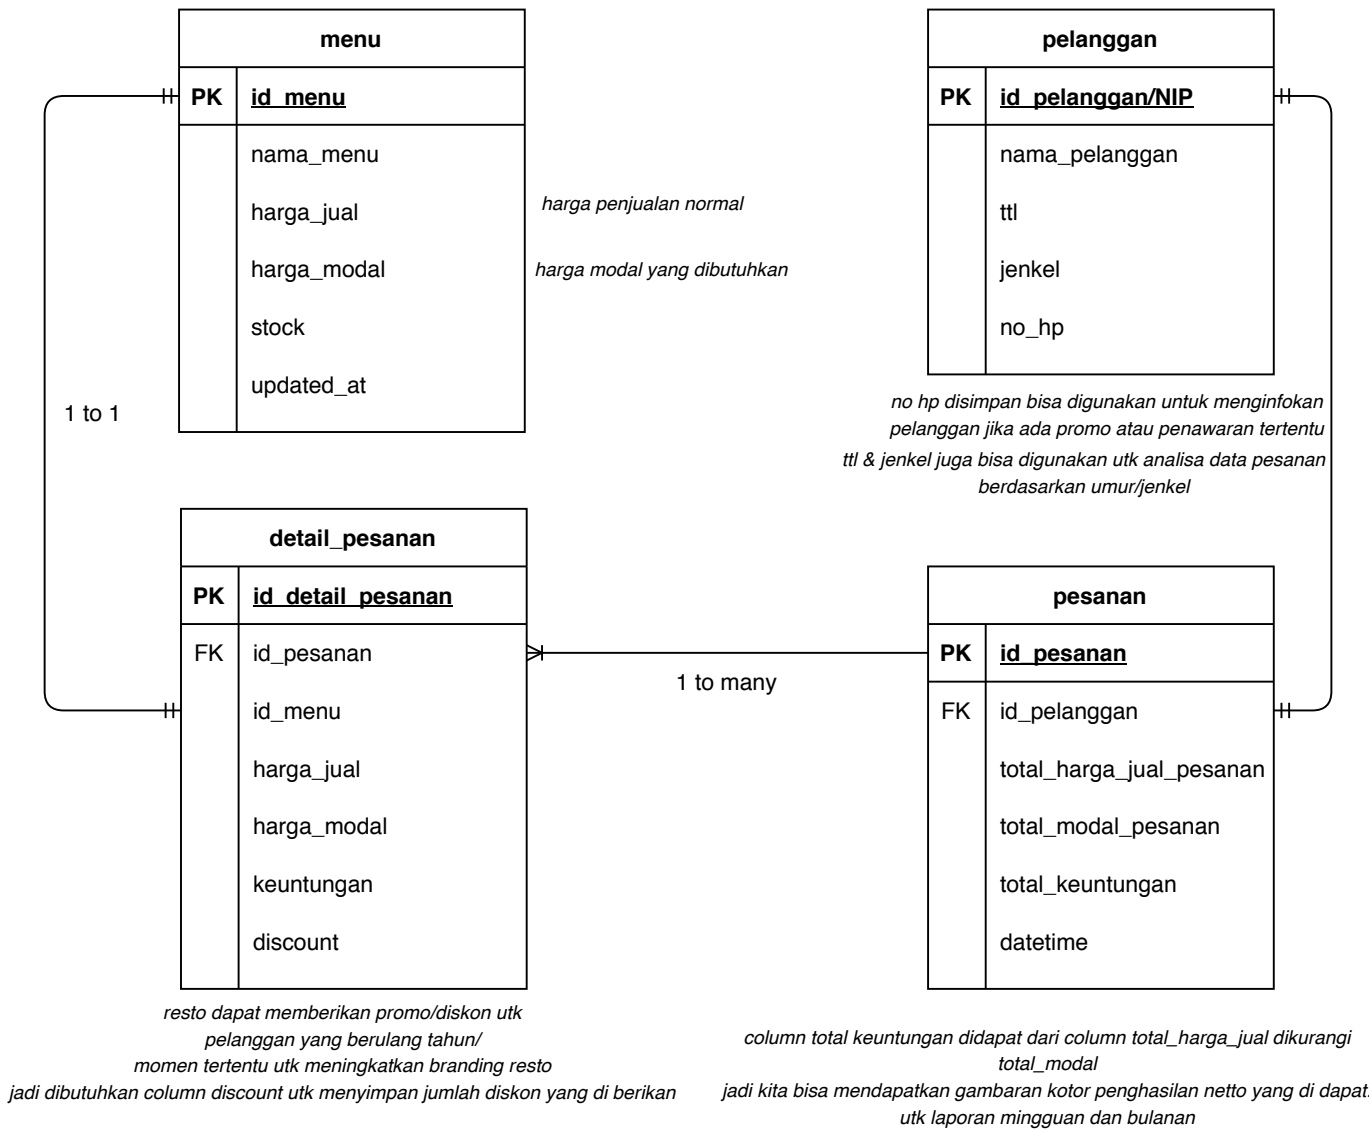 menu
PK id_menu
nama_menu
harga_jual
harga_modal
stock
updated_at
harga penjualan normal
harga modal yang dibutuhkan
pelanggan
PK id_pelanggan/NIP
nama_pelanggan
ttl
jenkel
no_hp
no hp disimpan bisa digunakan untuk menginfokan
pelanggan jika ada promo atau penawaran tertentu
ttl & jenkel juga bisa digunakan utk analisa data pesanan
berdasarkan umur/jenkel
1 to 1
detail_pesanan
PK id_detail_pesanan
FK id_pesanan
id_menu
harga_jual
harga_modal
keuntungan
discount
1 to many
pesanan
PK id_pesanan
FK id_pelanggan
total_harga_jual_pesanan
total_modal_pesanan
total_keuntungan
datetime
resto dapat memberikan promo/diskon utk
pelanggan yang berulang tahun/
momen tertentu utk meningkatkan branding resto
jadi dibutuhkan column discount utk menyimpan jumlah diskon yang di berikan
column total keuntungan didapat dari column total_harga_jual dikurangi
total_modal
jadi kita bisa mendapatkan gambaran kotor penghasilan netto yang di dapat.
utk laporan mingguan dan bulanan